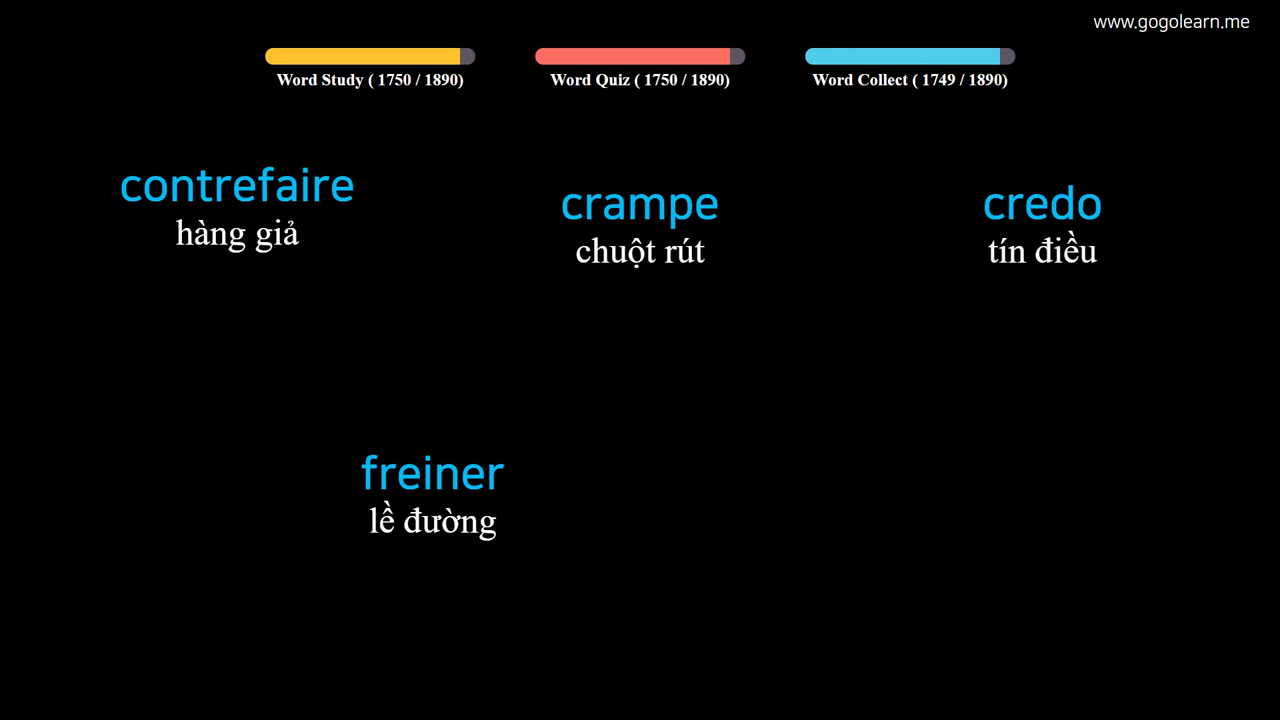 www.gogolearn.me
Word Study ( 1750 / 1890)
Word Quiz ( 1750 / 1890)
Word Collect ( 1749 / 1890)
contrefaire
hàng giả
crampe
chuột rút
credo
tín điều
freiner
lề đường